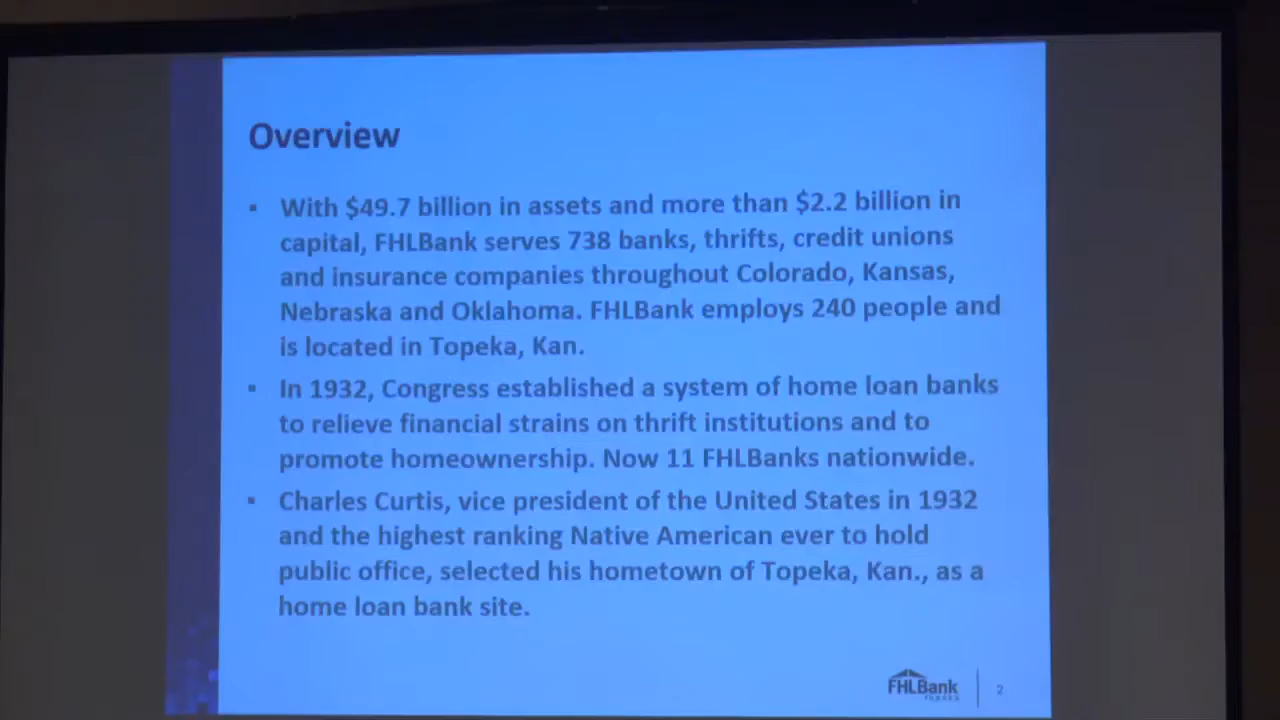 Overview
▪ With $49.7 billion in assets and more than $2.2 billion in
capital, FHLBank serves 738 banks, thrifts, credit unions
and insurance companies throughout Colorado, Kansas,
Nebraska and Oklahoma. FHLBank employs 240 people and
is located in Topeka, Kan.
▪ In 1932, Congress established a system of home loan banks
to relieve financial strains on thrift institutions and to
promote homeownership. Now 11 FHLBanks nationwide.
▪ Charles Curtis, vice president of the United States in 1932
and the highest ranking Native American ever to hold
public office, selected his hometown of Topeka, Kan., as a
home loan bank site.
FHLBank
2